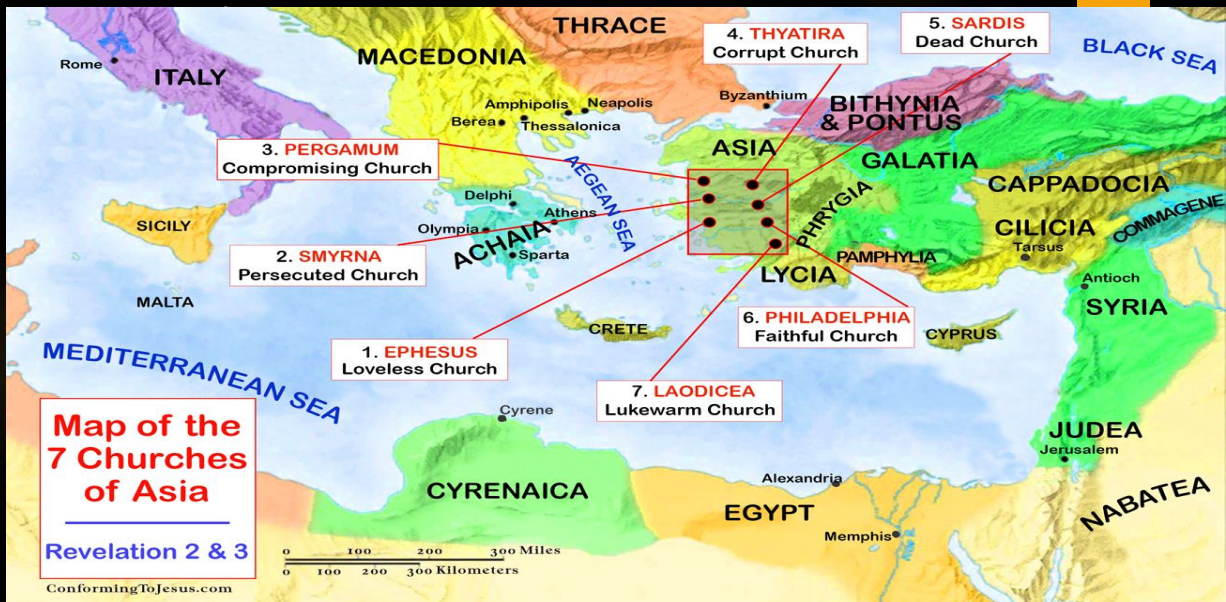 THRACE
4. THYATIRA
Corrupt Church
5. SARDIS
Dead Church
BLACK SEA
MACEDONIA
Rome
ITALY
Byzantium
BITHYNIA
& PONTUS
Amphipolis
Neapolis
Berea
Thessalonica
3. PERGAMUM
Compromising Church
ASIA
GALATIA
AEGEAN SEA
CAPPADOCIA
PHRYGIA
COMMAGENE
Delphi
Athens
Olympia
ACHAIA
Sparta
SICILY
CILICIA
Tarsus
2. SMYRNA
Persecuted Church
PAMPHYLIA
LYCIA
Antioch
SYRIA
MALTA
CRETE
6. PHILADELPHIA
Faithful Church
CYPRUS
1. EPHESUS
Loveless Church
MEDITERRANEAN SEA
7. LAODICEA
Lukewarm Church
Cyrene
Map of the
7 Churches
of Asia
Revelation 2 & 3
JUDEA
Jerusalem
CYRENAICA
Alexandria
EGYPT
NABATEA
Memphis
0 100 200 300 Miles
0 100 200 300 Kilometers
ConformingToJesus.com